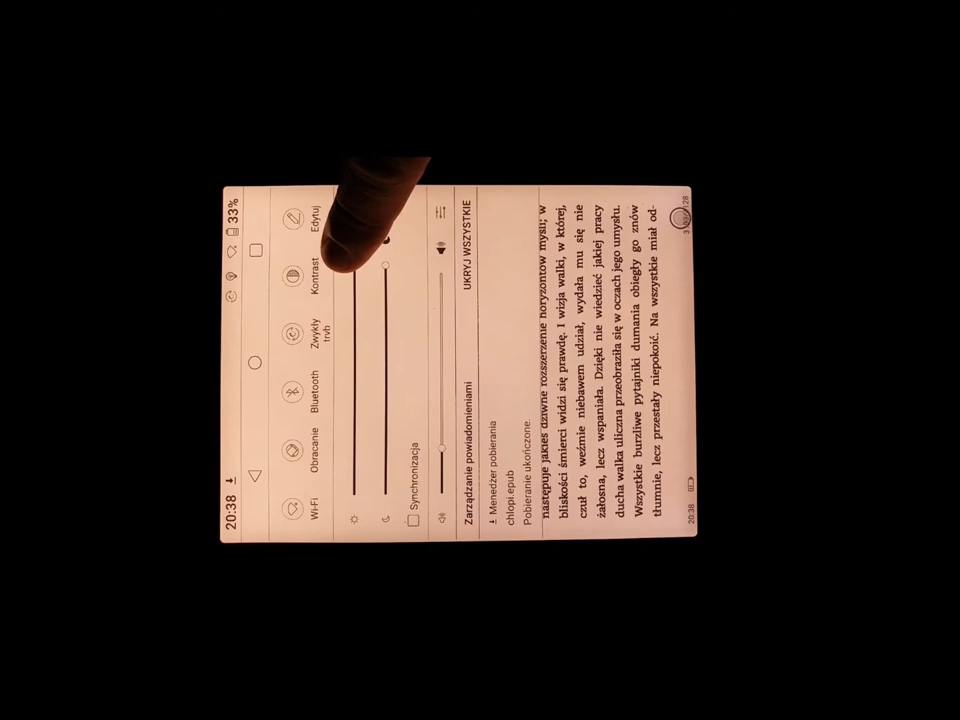 20:38 33%
Wi-Fi Obracanie Bluetooth Zwykły Kontrast Edytuj
tryb
Synchronizacja
Zarządzanie powiadomieniami UKRYJ WSZYSTKIE
Menedżer pobierania
chlopi.epub
Pobieranie ukończone.
następuje jakieś dziwne rozszerzenie horyzontów myśli; w
bliskości śmierci widzi się prawdę. I wizja walki, w której,
czuł to, weźmie niebawem udział, wydała mu się nie
żałosna, lecz wspaniała. Dzięki nie wiedzieć jakiej pracy
ducha walka uliczna przeobraziła się w oczach jego umysłu.
Wszystkie burzliwe pytajniki dumania obiegły go znów
tłumnie, lecz przestały niepokoić. Na wszystkie miał od-
20:38